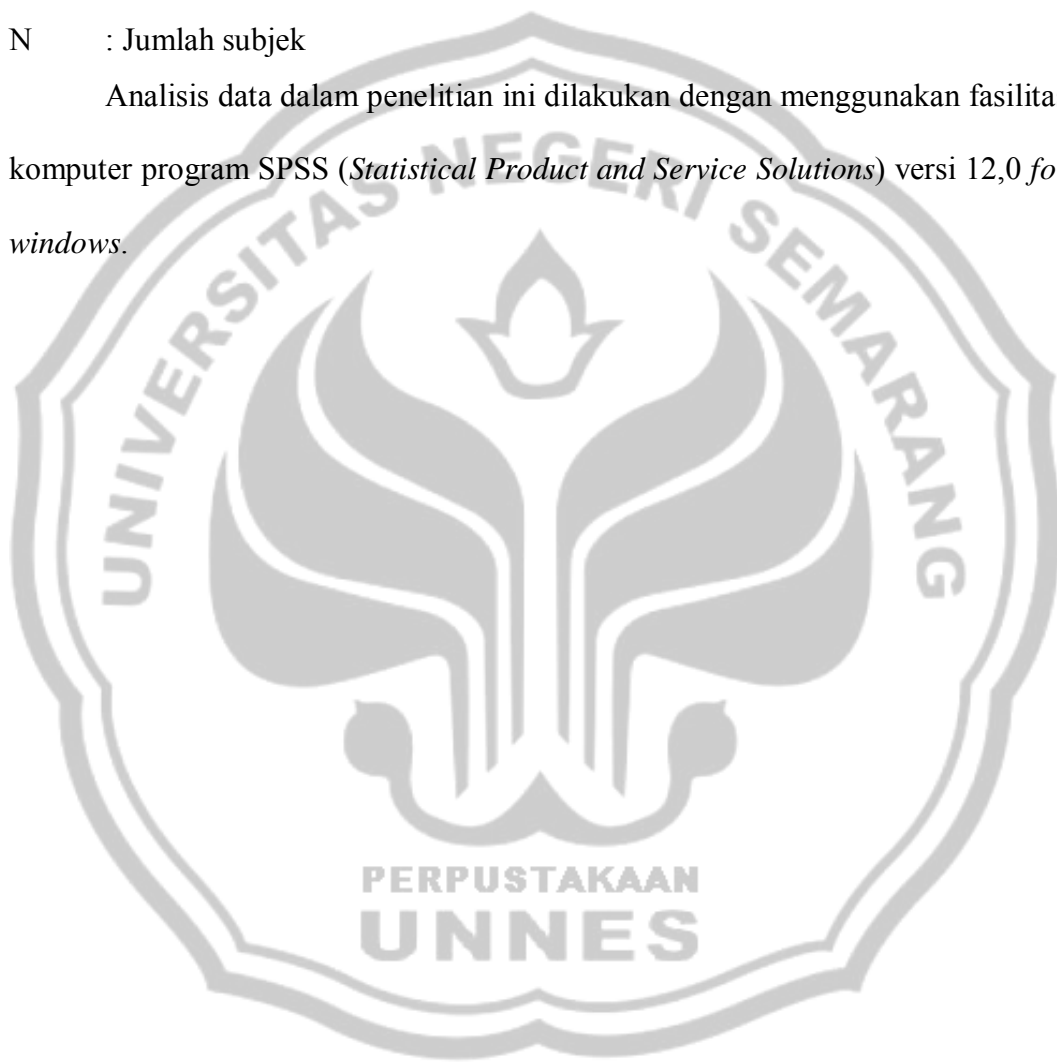 N : Jumlah subjek
Analisis data dalam penelitian ini dilakukan dengan menggunakan fasilita
komputer program SPSS (Statistical Product and Service Solutions) versi 12,0 fo
windows.
UNIVERSITAS NEGERI SEMARANG
PERPUSTAKAAN
UNNES